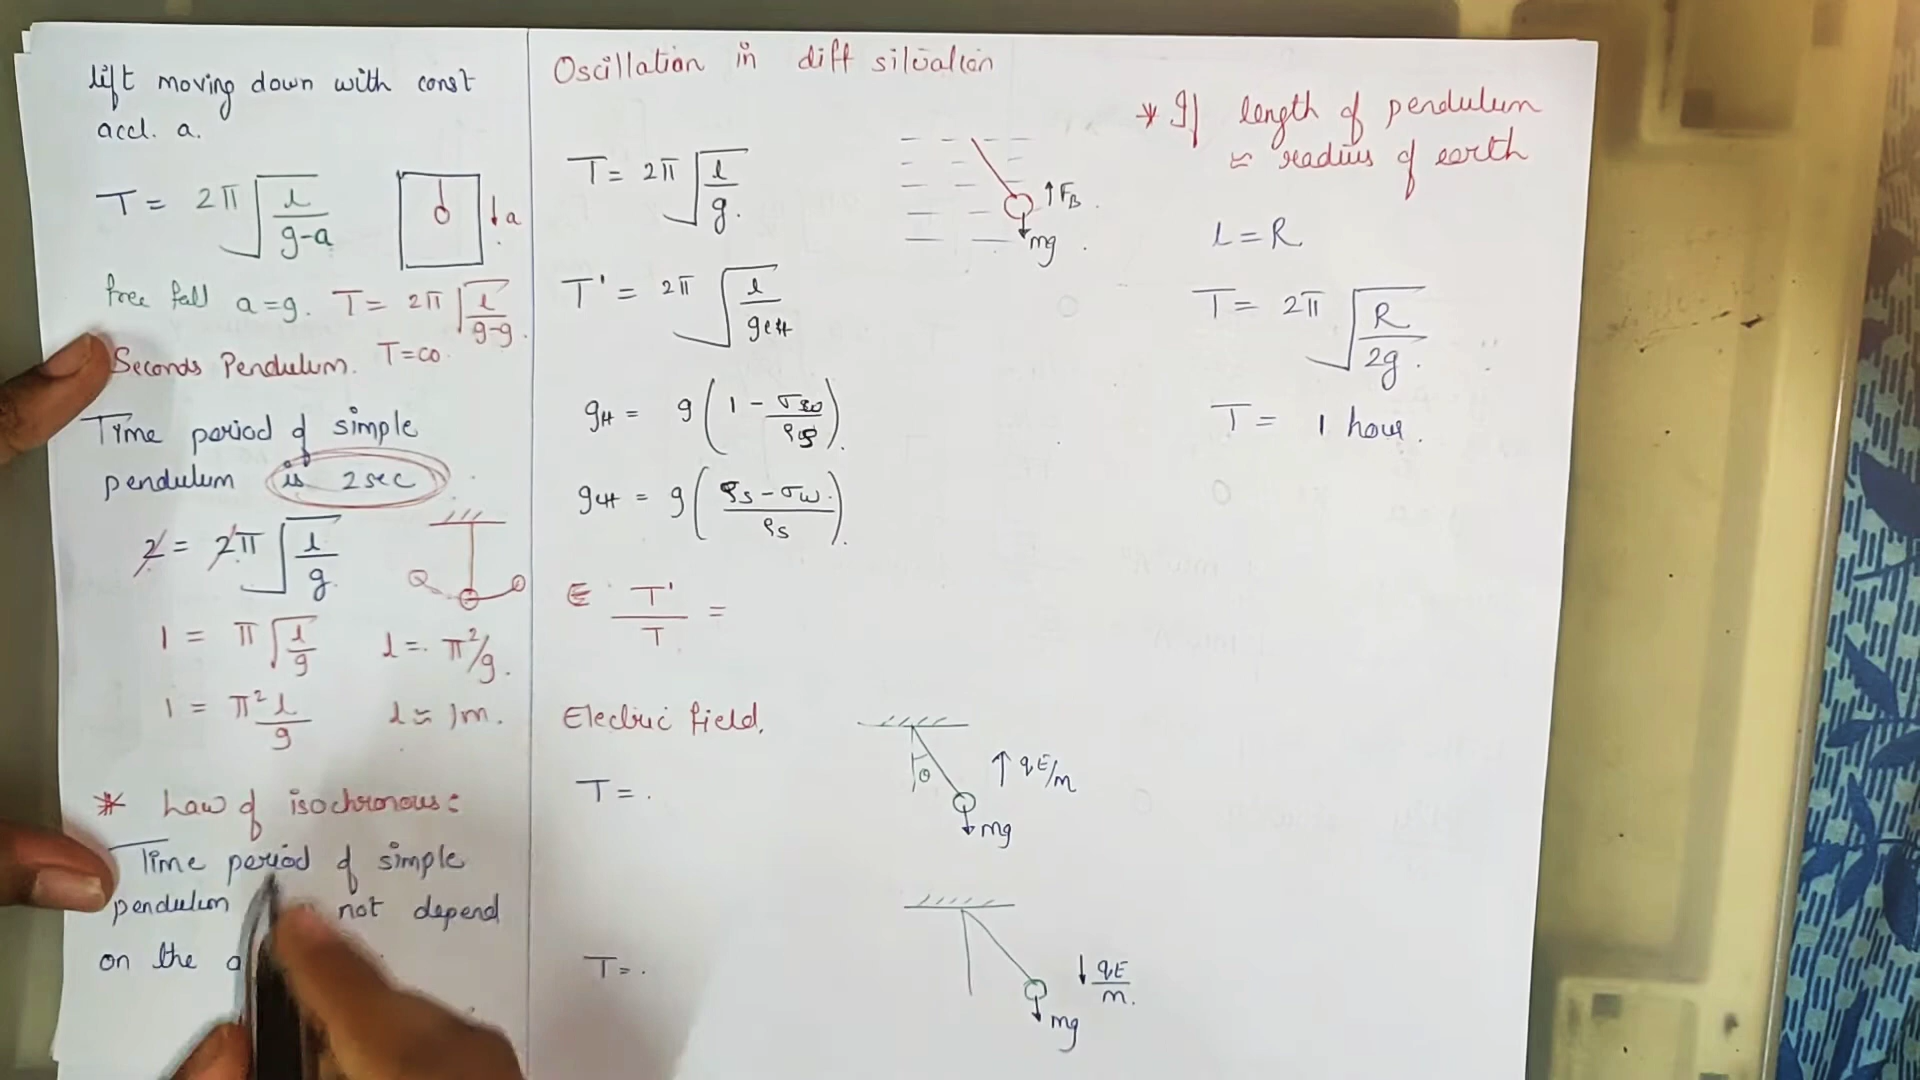 lift moving down with const
accl. a.
T = 2π √(l/(g-a))
↓a
free fall a=g. T= 2π √(l/(g-g)).
Seconds Pendulum. T=∞.
Time period of simple
pendulum is 2sec
2 = 2π √(l/g)
1 = π √(l/g) l = π²/g.
1 = π² l/g l ≈ 1m.
* Law of isochronous:
Time period of simple
pendulum not depend
on the a
Oscillation in diff situation
T= 2π √(l/g).
↑FB.
mg.
T' = 2π √(l/geff)
geff = g (1 - σw/ρs).
geff = g ((ρs - σw)/ρs).
T'/T =
Electric field.
T = .
θ
↑ qE/m
mg
T = .
↓ qE/m.
mg
* If length of pendulum
≈ radius of earth
l = R
T = 2π √(R/2g).
T = 1 hour.